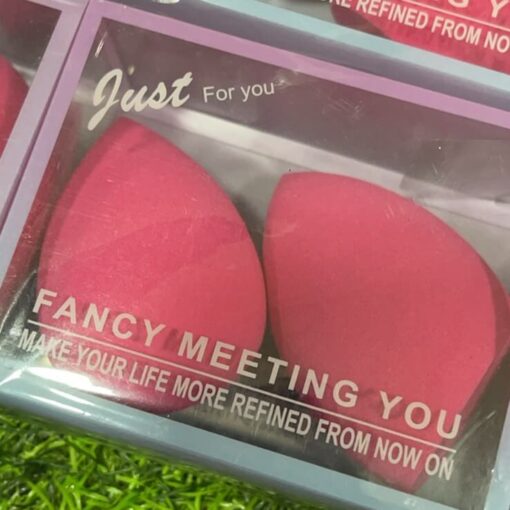 REFINED FROM NO
Just For you
FANCY MEETING YOU
MAKE YOUR LIFE MORE REFINED FROM NOW ON